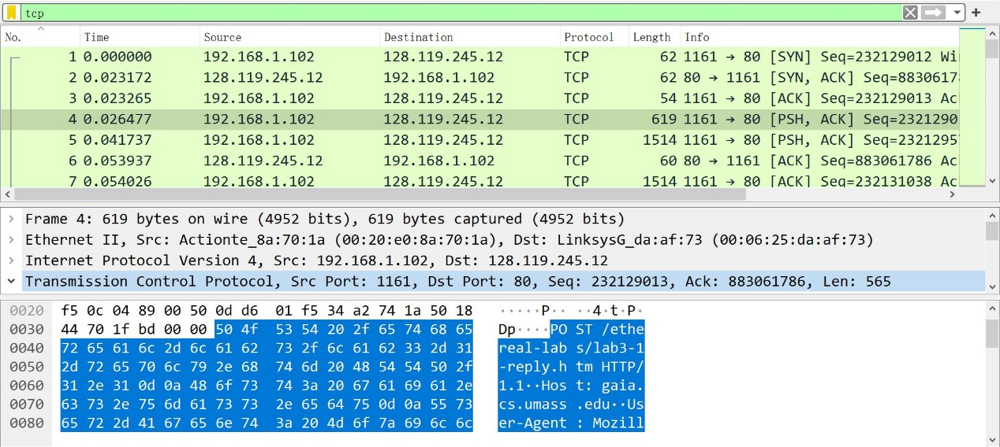 tcp
No. Time Source Destination Protocol Length Info
1 0.000000 192.168.1.102 128.119.245.12 TCP 62 1161 → 80 [SYN] Seq=232129012 Wi
2 0.023172 128.119.245.12 192.168.1.102 TCP 62 80 → 1161 [SYN, ACK] Seq=88306178
3 0.023265 192.168.1.102 128.119.245.12 TCP 54 1161 → 80 [ACK] Seq=232129013 Ac
4 0.026477 192.168.1.102 128.119.245.12 TCP 619 1161 → 80 [PSH, ACK] Seq=2321290
5 0.041737 192.168.1.102 128.119.245.12 TCP 1514 1161 → 80 [PSH, ACK] Seq=2321295
6 0.053937 128.119.245.12 192.168.1.102 TCP 60 80 → 1161 [ACK] Seq=883061786 Ac
7 0.054026 192.168.1.102 128.119.245.12 TCP 1514 1161 → 80 [ACK] Seq=232131038 Ac
Frame 4: 619 bytes on wire (4952 bits), 619 bytes captured (4952 bits)
Ethernet II, Src: Actionte_8a:70:1a (00:20:e0:8a:70:1a), Dst: LinksysG_da:af:73 (00:06:25:da:af:73)
Internet Protocol Version 4, Src: 192.168.1.102, Dst: 128.119.245.12
Transmission Control Protocol, Src Port: 1161, Dst Port: 80, Seq: 232129013, Ack: 883061786, Len: 565
0020 f5 0c 04 89 00 50 0d d6 01 f5 34 a2 74 1a 50 18 ·····P·· ··4·t·P·
0030 44 70 1f bd 00 00 50 4f 53 54 20 2f 65 74 68 65 Dp····PO ST /ethe
0040 72 65 61 6c 2d 6c 61 62 73 2f 6c 61 62 33 2d 31 real-lab s/lab3-1
0050 2d 72 65 70 6c 79 2e 68 74 6d 20 48 54 54 50 2f -reply.h tm HTTP/
0060 31 2e 31 0d 0a 48 6f 73 74 3a 20 67 61 69 61 2e 1.1··Hos t: gaia.
0070 63 73 2e 75 6d 61 73 73 2e 65 64 75 0d 0a 55 73 cs.umass .edu··Us
0080 65 72 2d 41 67 65 6e 74 3a 20 4d 6f 7a 69 6c 6c er-Agent : Mozill